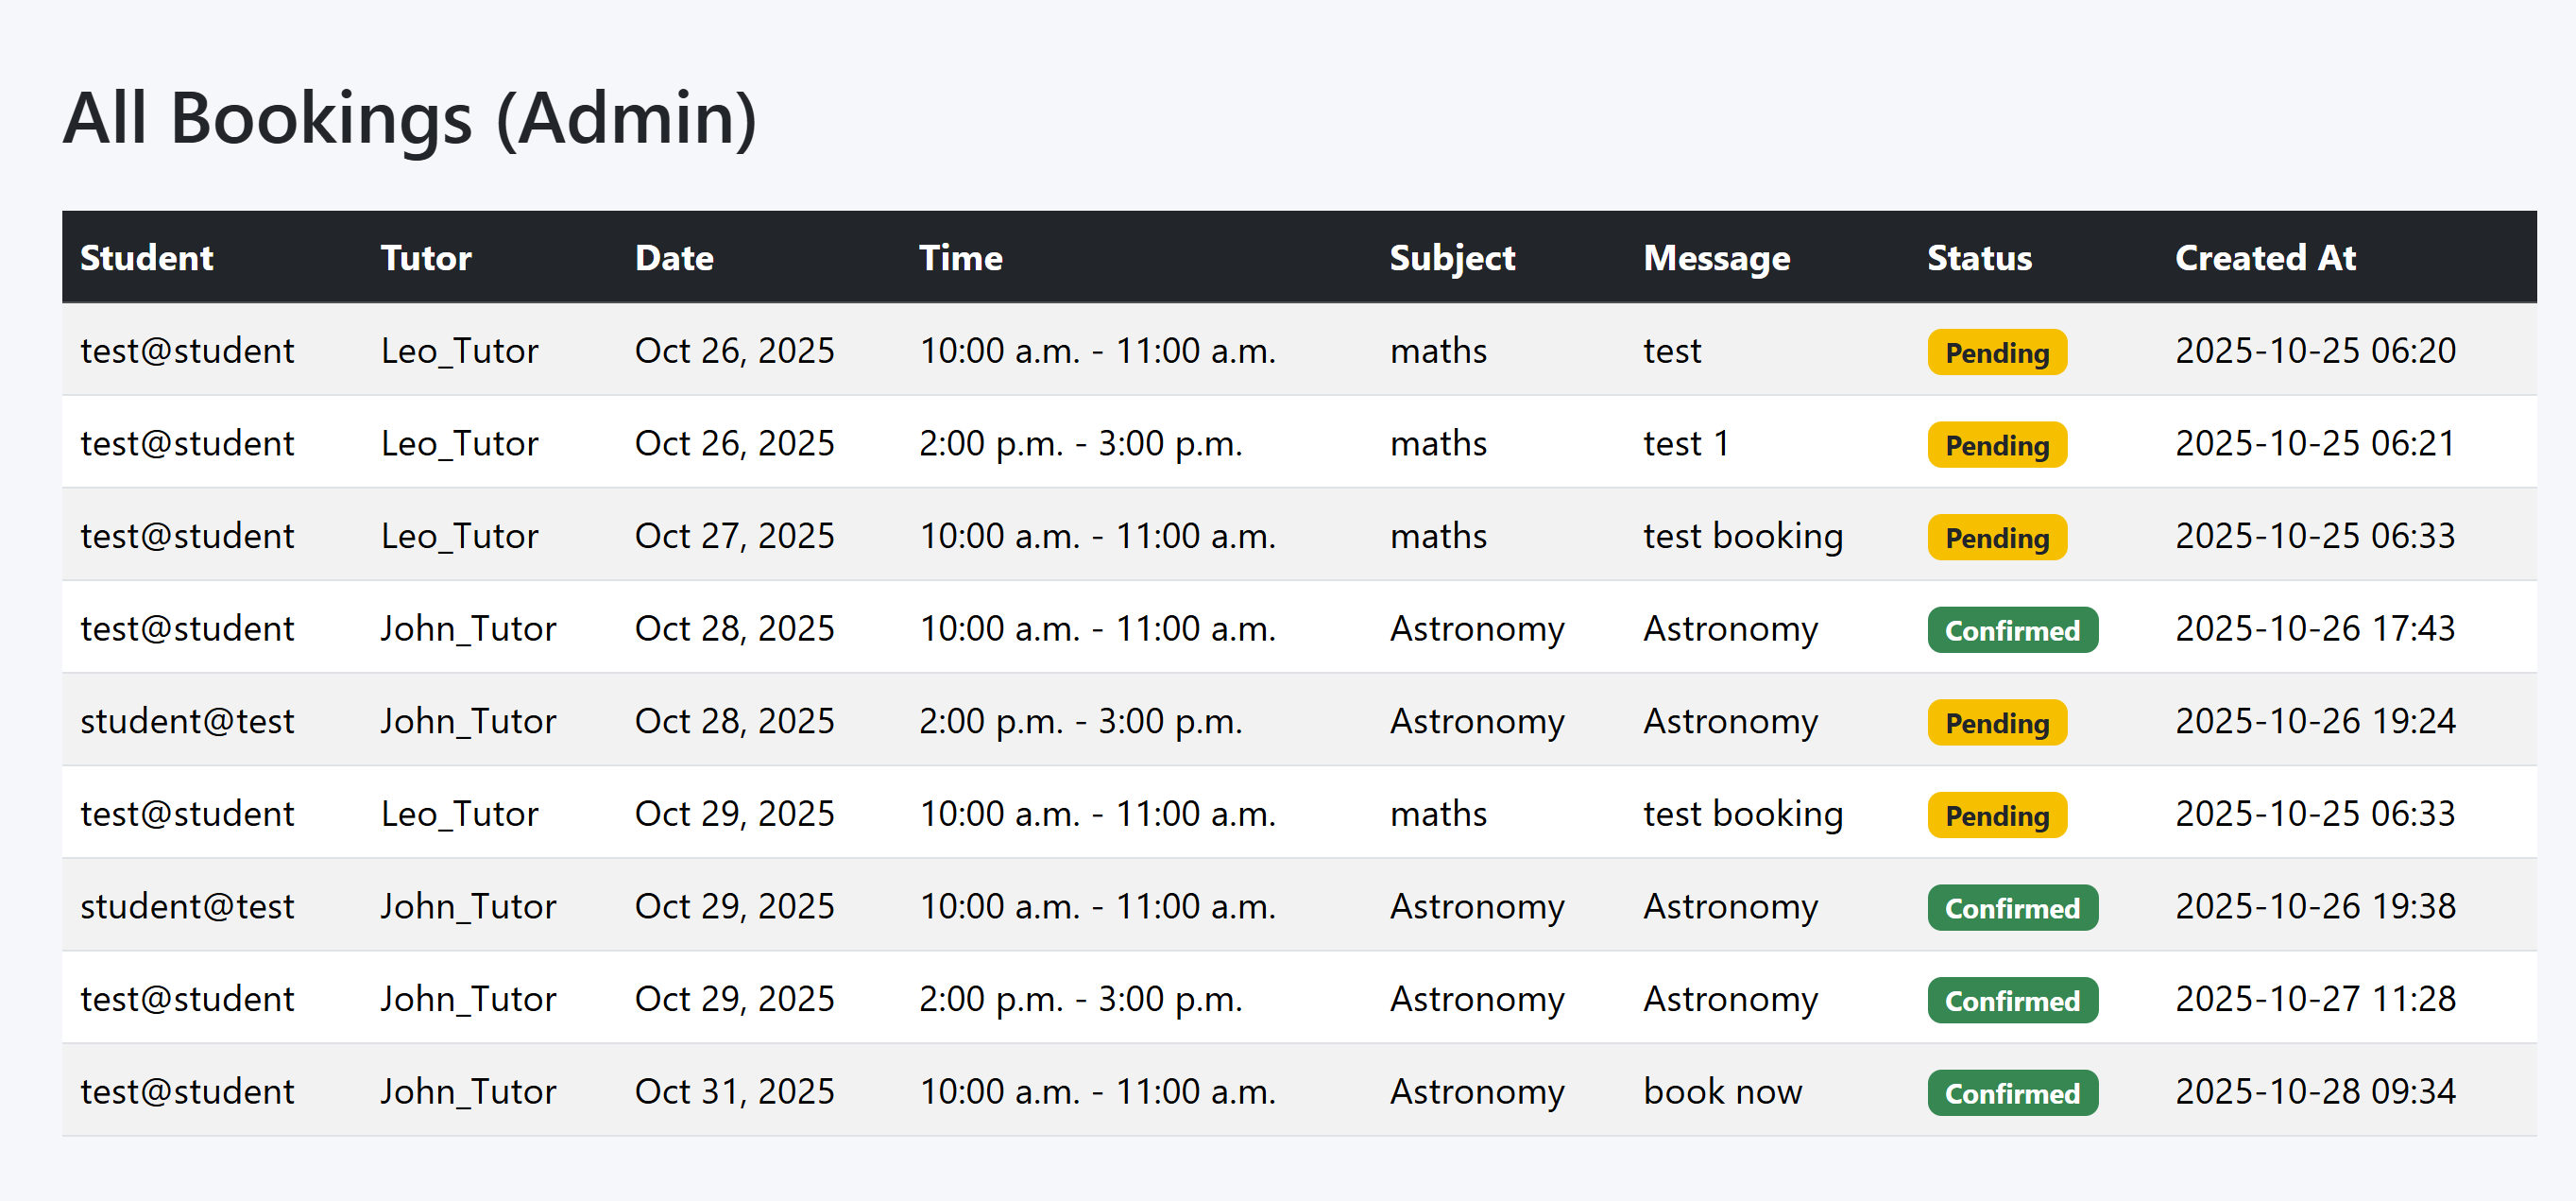 All Bookings (Admin)
Student Tutor Date Time Subject Message Status Created At
test@student Leo_Tutor Oct 26, 2025 10:00 a.m. - 11:00 a.m. maths test Pending 2025-10-25 06:20
test@student Leo_Tutor Oct 26, 2025 2:00 p.m. - 3:00 p.m. maths test 1 Pending 2025-10-25 06:21
test@student Leo_Tutor Oct 27, 2025 10:00 a.m. - 11:00 a.m. maths test booking Pending 2025-10-25 06:33
test@student John_Tutor Oct 28, 2025 10:00 a.m. - 11:00 a.m. Astronomy Astronomy Confirmed 2025-10-26 17:43
student@test John_Tutor Oct 28, 2025 2:00 p.m. - 3:00 p.m. Astronomy Astronomy Pending 2025-10-26 19:24
test@student Leo_Tutor Oct 29, 2025 10:00 a.m. - 11:00 a.m. maths test booking Pending 2025-10-25 06:33
student@test John_Tutor Oct 29, 2025 10:00 a.m. - 11:00 a.m. Astronomy Astronomy Confirmed 2025-10-26 19:38
test@student John_Tutor Oct 29, 2025 2:00 p.m. - 3:00 p.m. Astronomy Astronomy Confirmed 2025-10-27 11:28
test@student John_Tutor Oct 31, 2025 10:00 a.m. - 11:00 a.m. Astronomy book now Confirmed 2025-10-28 09:34